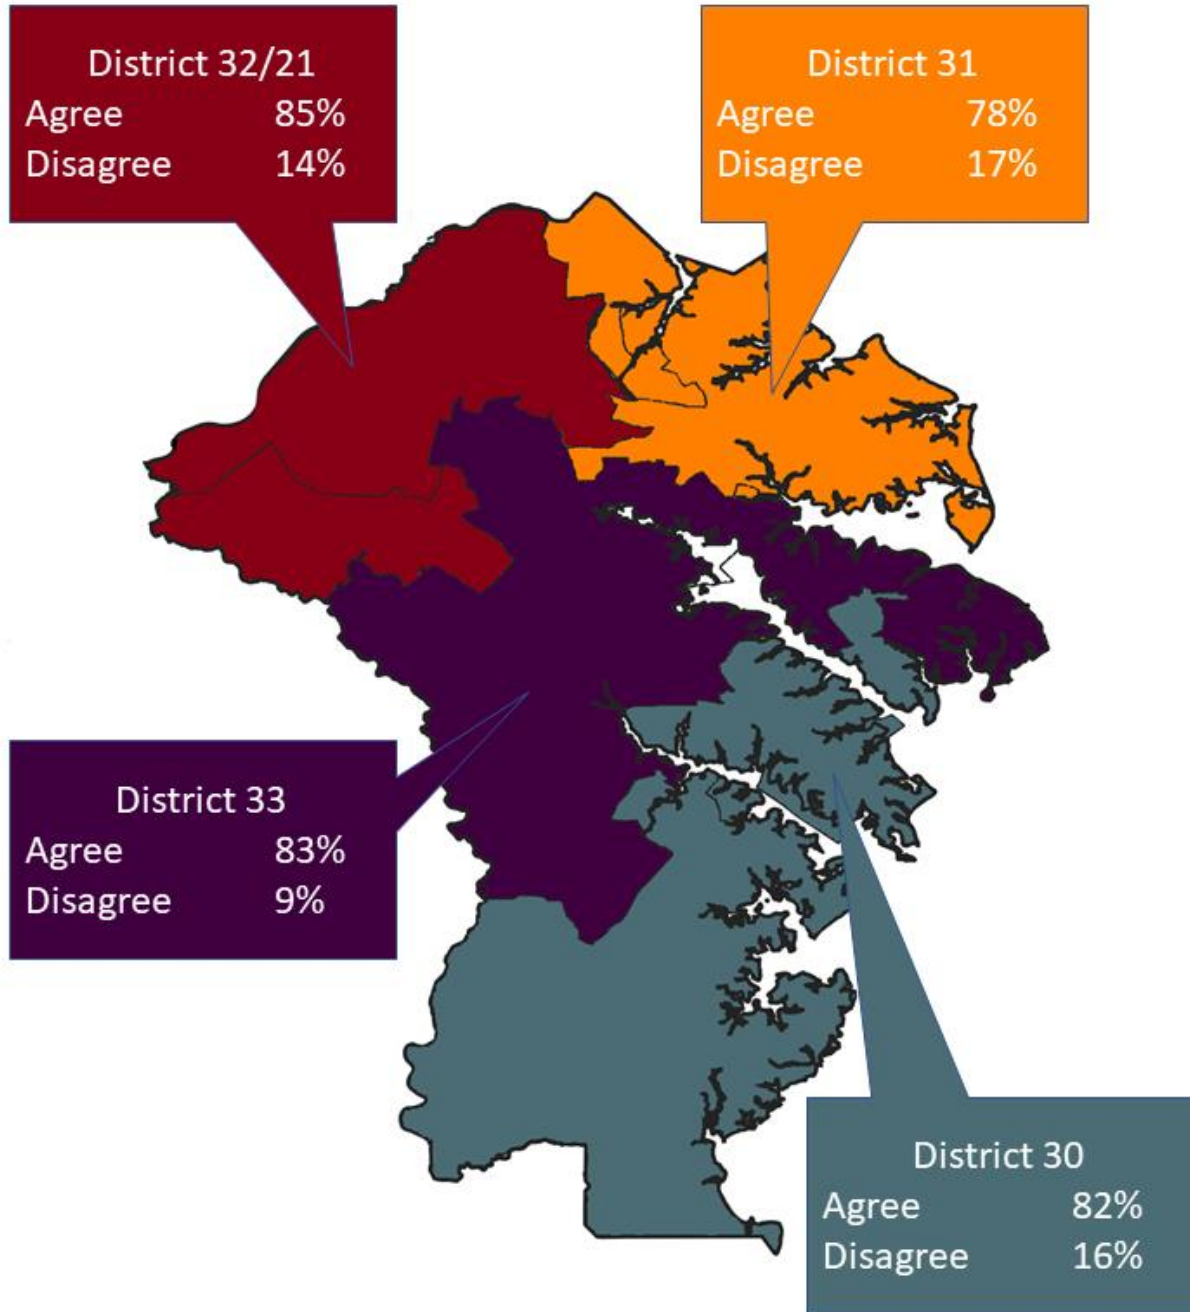 District 32/21
Agree 85%
Disagree 14%
District 31
Agree 78%
Disagree 17%
District 33
Agree 83%
Disagree 9%
District 30
Agree 82%
Disagree 16%